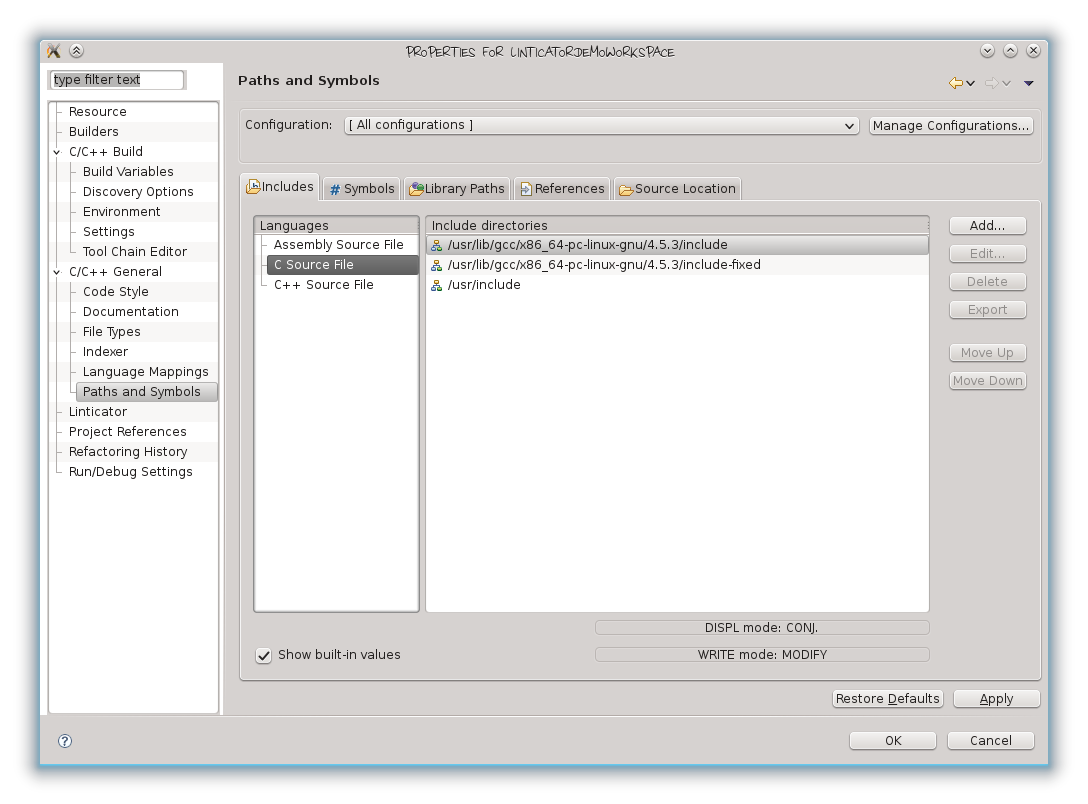 PROPERTIES FOR LINTICATORDEMOWORKSPACE
type filter text
Resource
Builders
C/C++ Build
Build Variables
Discovery Options
Environment
Settings
Tool Chain Editor
C/C++ General
Code Style
Documentation
File Types
Indexer
Language Mappings
Paths and Symbols
Linticator
Project References
Refactoring History
Run/Debug Settings
Paths and Symbols
Configuration: [ All configurations ] Manage Configurations...
Includes # Symbols Library Paths References Source Location
Languages
Assembly Source File
C Source File
C++ Source File
Include directories
/usr/lib/gcc/x86_64-pc-linux-gnu/4.5.3/include
/usr/lib/gcc/x86_64-pc-linux-gnu/4.5.3/include-fixed
/usr/include
Add...
Edit...
Delete
Export
Move Up
Move Down
DISPL mode: CONJ.
Show built-in values
WRITE mode: MODIFY
Restore Defaults Apply
? OK Cancel